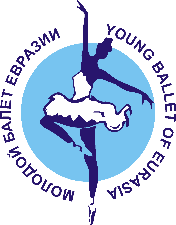 МОЛОДОЙ БАЛЕТ ЕВРАЗИИ
YOUNG BALLET OF EURASIA